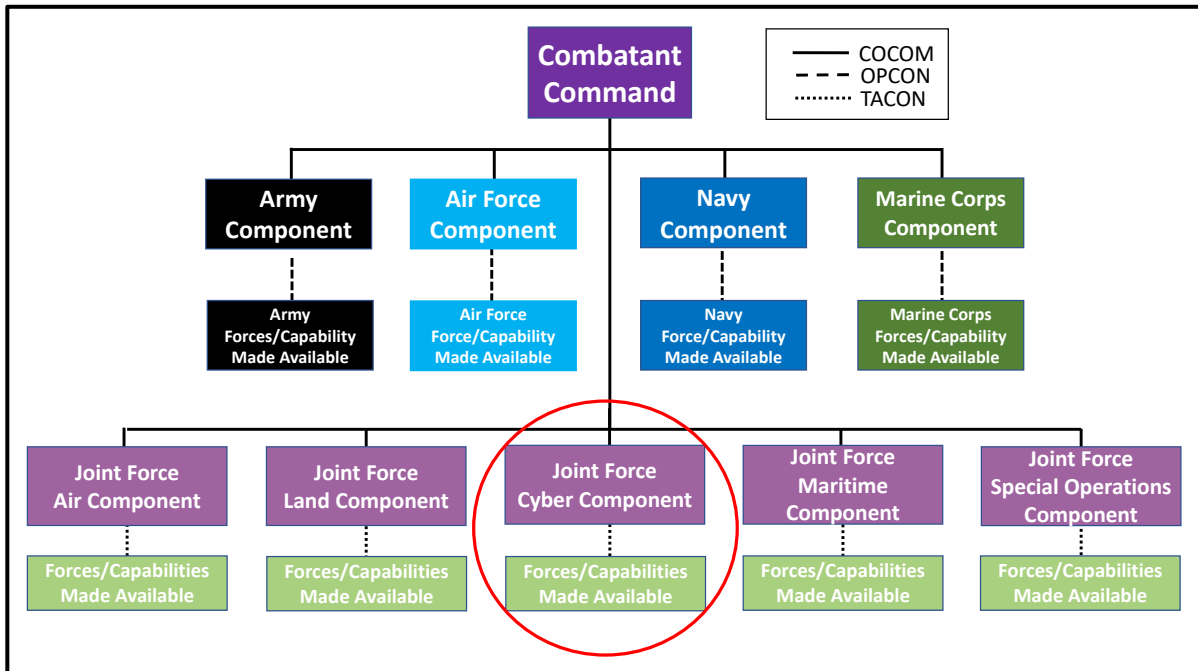 Combatant
Command
COCOM
OPCON
TACON
Army
Component
Air Force
Component
Navy
Component
Marine Corps
Component
Army
Forces/Capability
Made Available
Air Force
Force/Capability
Made Available
Navy
Force/Capability
Made Available
Marine Corps
Forces/Capability
Made Available
Joint Force
Air Component
Joint Force
Land Component
Joint Force
Cyber Component
Joint Force
Maritime
Component
Joint Force
Special Operations
Component
Forces/Capabilities
Made Available
Forces/Capabilities
Made Available
Forces/Capabilities
Made Available
Forces/Capabilities
Made Available
Forces/Capabilities
Made Available